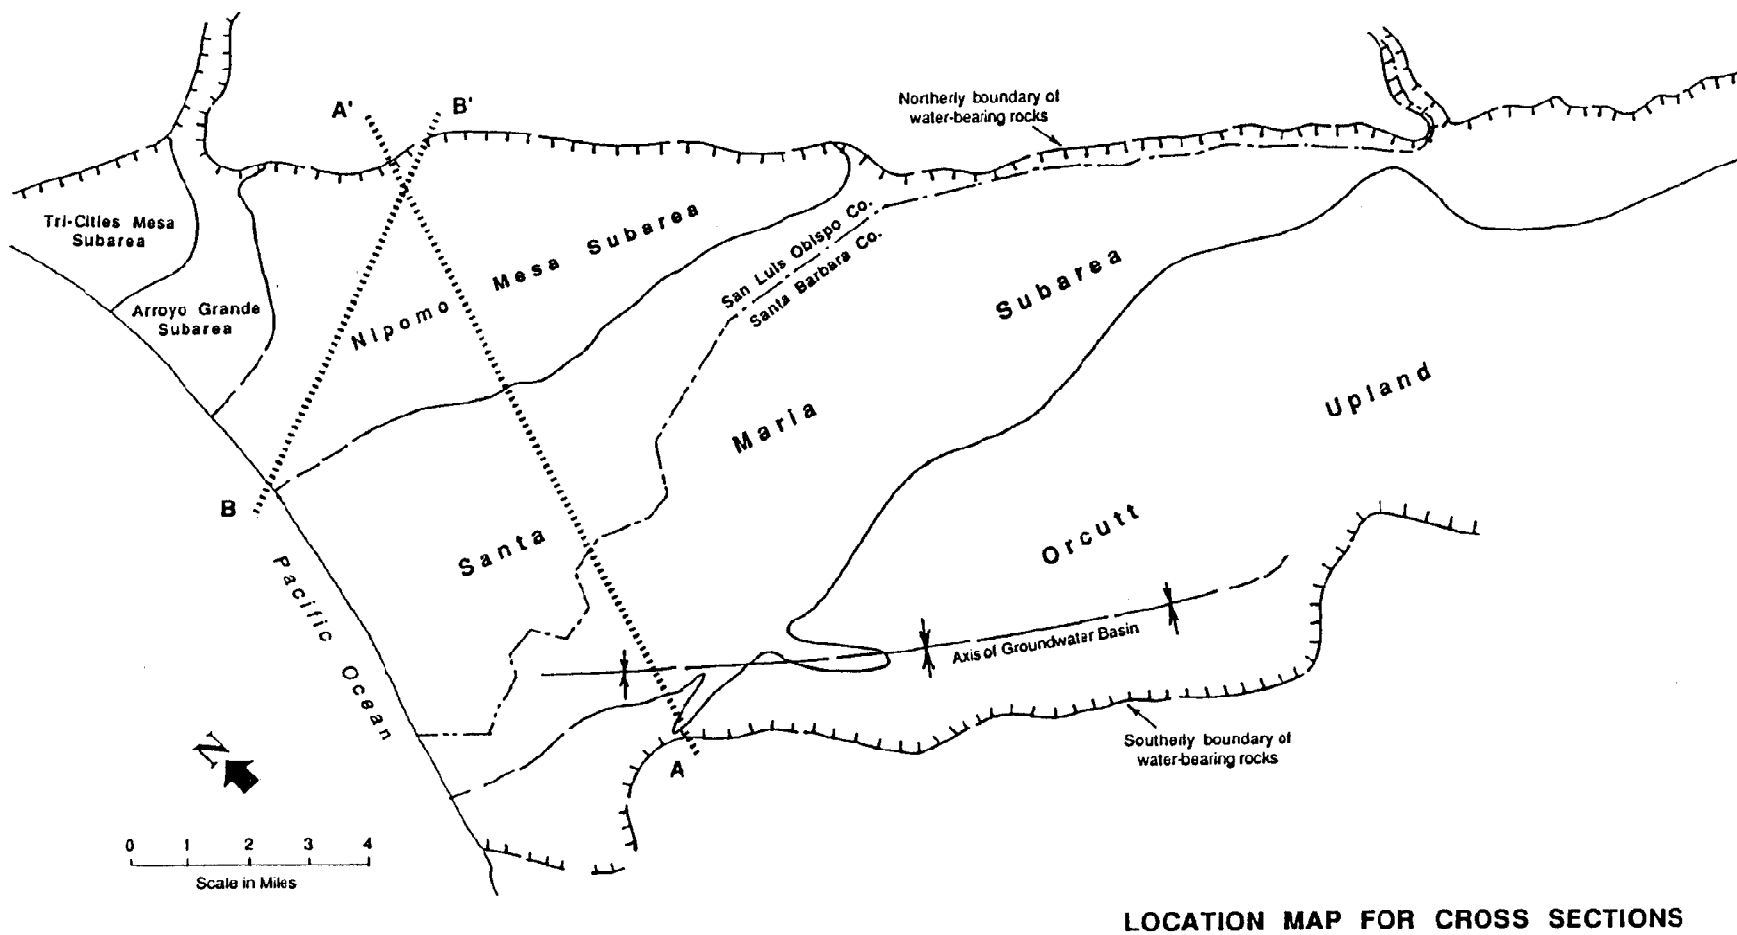 A'
B'
Northerly boundary of
water-bearing rocks
Tri-Cities Mesa
Subarea
Arroyo Grande
Subarea
Nipomo Mesa Subarea
San Luis Obispo Co.
Santa Barbara Co.
Santa Maria Subarea
Orcutt Upland
B
Pacific Ocean
Axis of Groundwater Basin
Southerly boundary of
water-bearing rocks
A
N
0 1 2 3 4
Scale in Miles
LOCATION MAP FOR CROSS SECTIONS